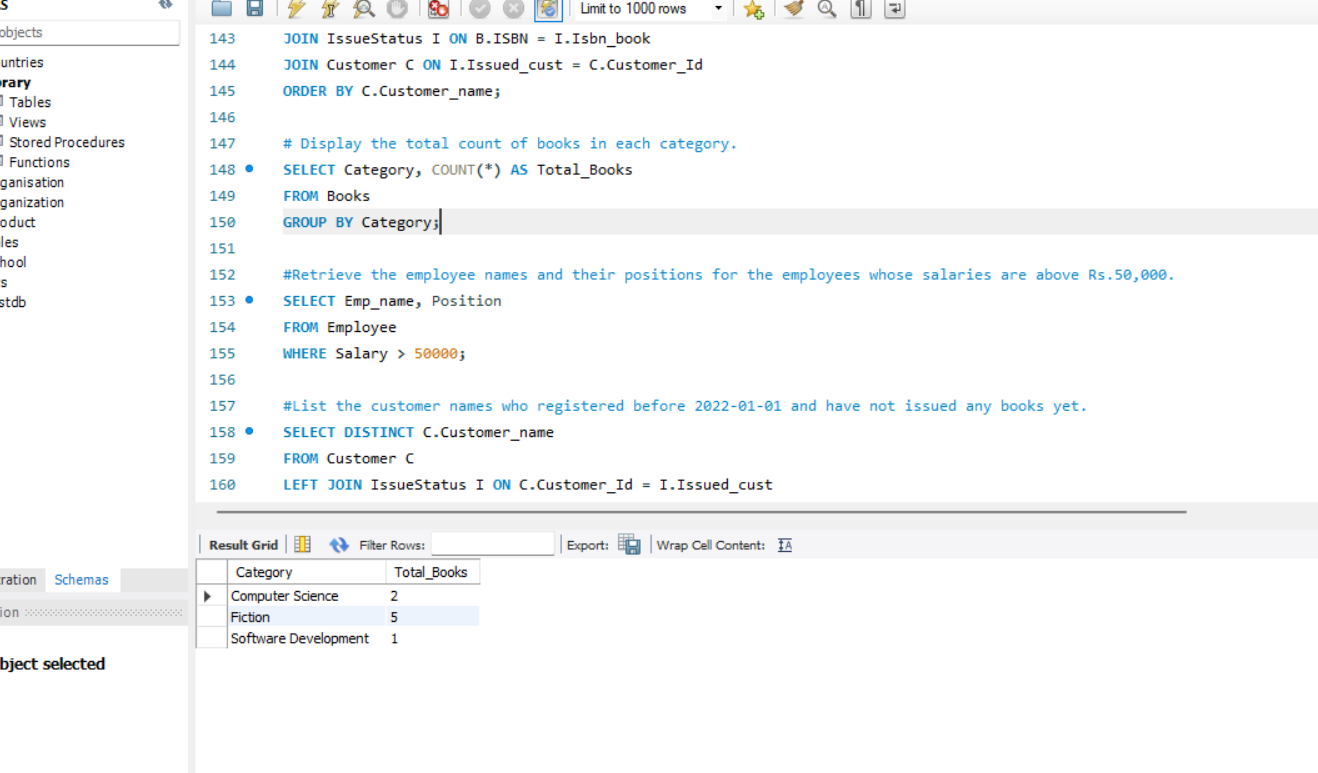 S
Limit to 1000 rows
objects
untries
brary
Tables
Views
Stored Procedures
Functions
ganisation
ganization
oduct
les
hool
s
stdb
143 JOIN IssueStatus I ON B.ISBN = I.Isbn_book
144 JOIN Customer C ON I.Issued_cust = C.Customer_Id
145 ORDER BY C.Customer_name;
146
147 # Display the total count of books in each category.
148 SELECT Category, COUNT(*) AS Total_Books
149 FROM Books
150 GROUP BY Category;
151
152 #Retrieve the employee names and their positions for the employees whose salaries are above Rs.50,000.
153 SELECT Emp_name, Position
154 FROM Employee
155 WHERE Salary > 50000;
156
157 #List the customer names who registered before 2022-01-01 and have not issued any books yet.
158 SELECT DISTINCT C.Customer_name
159 FROM Customer C
160 LEFT JOIN IssueStatus I ON C.Customer_Id = I.Issued_cust
Result Grid Filter Rows: Export: Wrap Cell Content: IA
Category Total_Books
Computer Science 2
Fiction 5
Software Development 1
ration Schemas
ion
bject selected